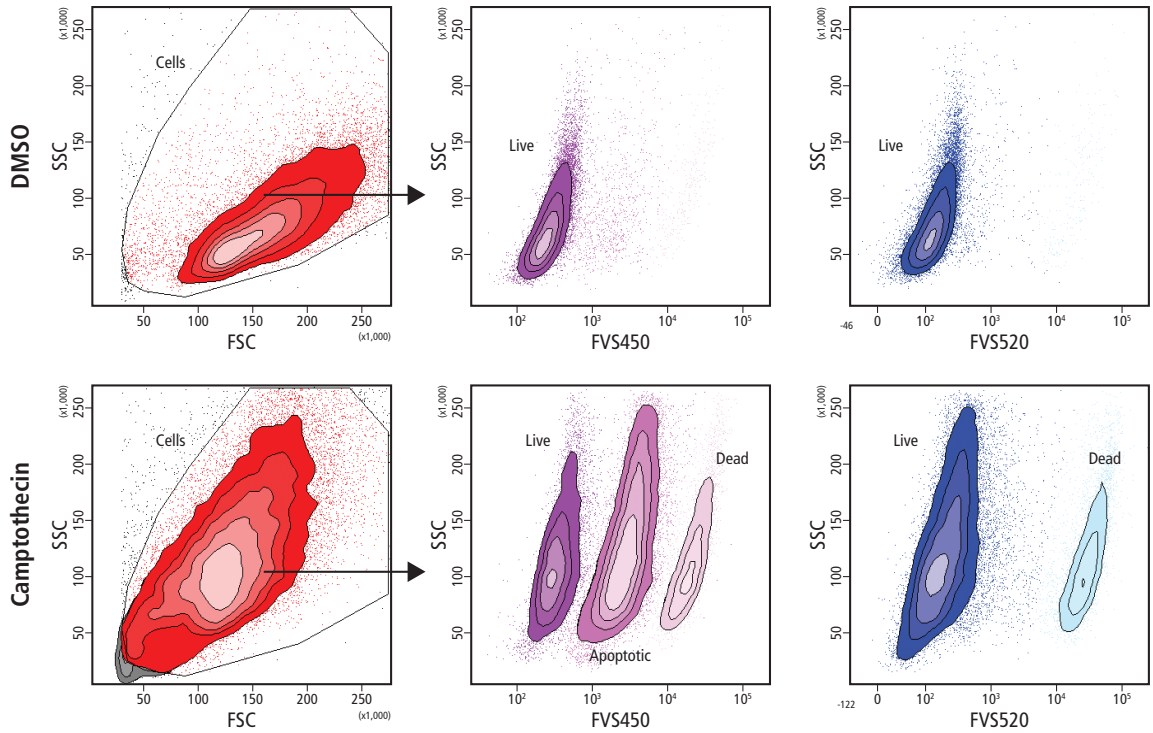 DMSO
(x1,000)
250
200
150
100
50
SSC
Cells
50 100 150 200 250
(x1,000)
FSC
(x1,000)
250
200
150
100
50
SSC
Live
10² 10³ 10⁴ 10⁵
FVS450
(x1,000)
250
200
150
100
50
SSC
Live
-46 0 10² 10³ 10⁴ 10⁵
FVS520
Camptothecin
(x1,000)
250
200
150
100
50
SSC
Cells
50 100 150 200 250
(x1,000)
FSC
(x1,000)
250
200
150
100
50
SSC
Live
Dead
Apoptotic
10² 10³ 10⁴ 10⁵
FVS450
(x1,000)
250
200
150
100
50
SSC
Live
Dead
-122 0 10² 10³ 10⁴ 10⁵
FVS520